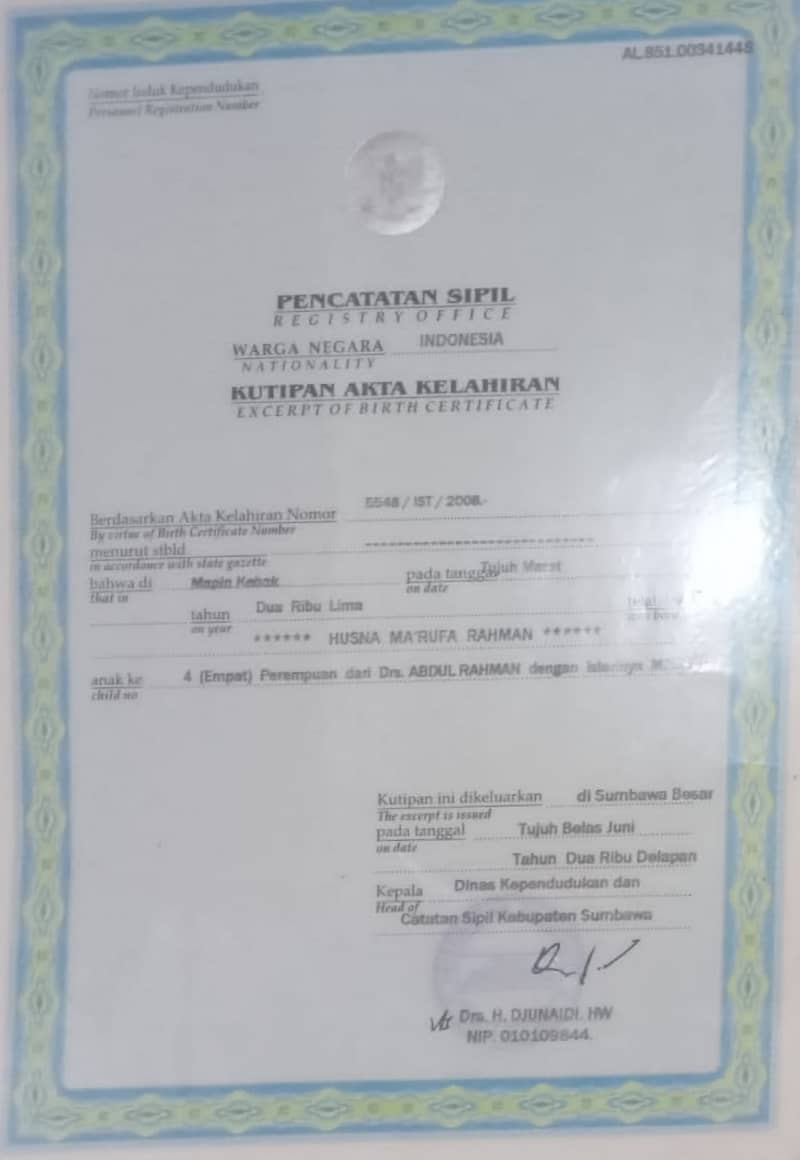 AL.851.00341448
Nomor Induk Kependudukan
Personnel Registration Number
PENCATATAN SIPIL
REGISTRY OFFICE
WARGA NEGARA INDONESIA
NATIONALITY
KUTIPAN AKTA KELAHIRAN
EXCERPT OF BIRTH CERTIFICATE
Berdasarkan Akta Kelahiran Nomor 5548 / IST / 2008.-
By virtue of Birth Certificate Number
menurut stbld
in accordance with state gazette
bahwa di Mapin Kebak pada tanggal Tujuh Maret
that in on date
tahun Dua Ribu Lima
on year
****** HUSNA MA'RUFA RAHMAN ******
anak ke 4 (Empat) Perempuan dari Drs. ABDUL RAHMAN dengan isterinya
child no
Kutipan ini dikeluarkan di Sumbawa Besar
The excerpt is issued
pada tanggal Tujuh Belas Juni
on date
Tahun Dua Ribu Delapan
Kepala Dinas Kependudukan dan
Head of
Catatan Sipil Kabupaten Sumbawa
Drs. H. DJUNAIDI. HW
NIP. 010109844.